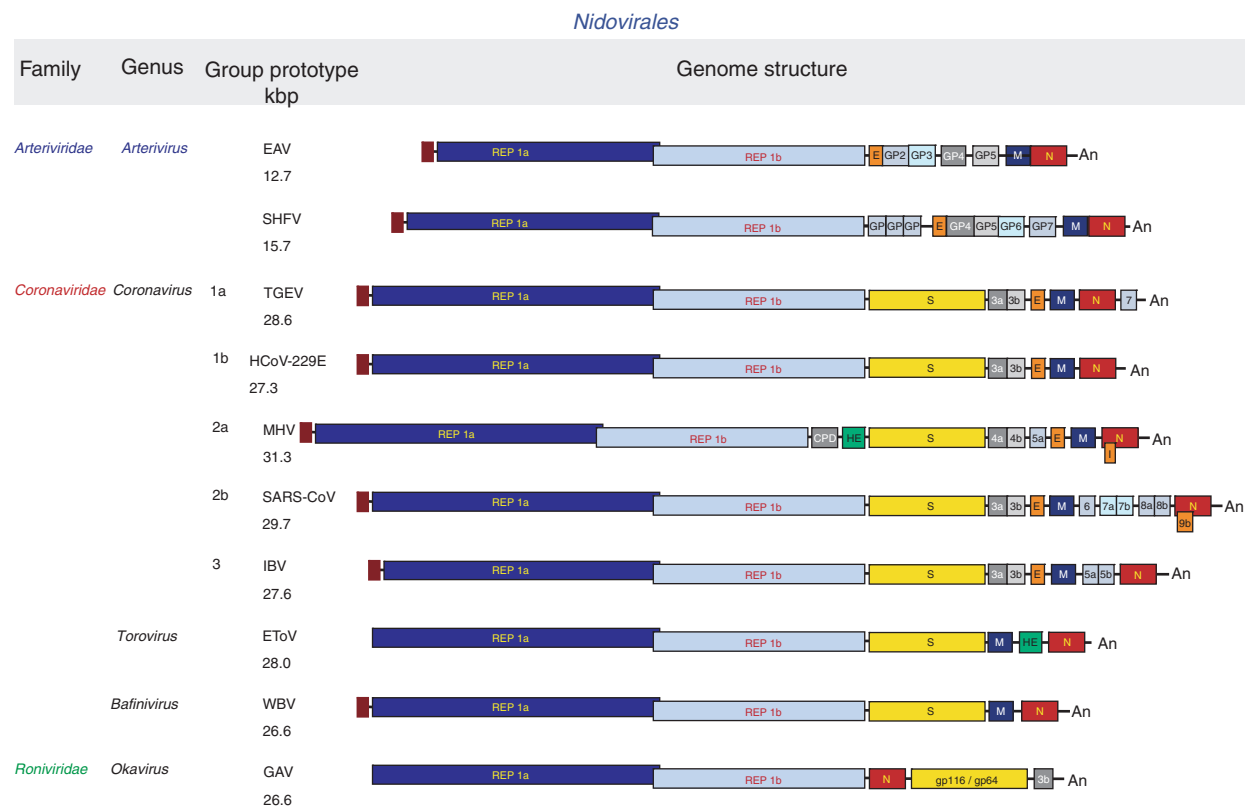 Nidovirales
Family Genus Group prototype Genome structure
kbp
Arteriviridae Arterivirus EAV REP 1a REP 1b E GP2 GP3 GP4 GP5 M N An
12.7
SHFV REP 1a REP 1b GP GP GP E GP4 GP5 GP6 GP7 M N An
15.7
Coronaviridae Coronavirus 1a TGEV REP 1a REP 1b S 3a 3b E M N 7 An
28.6
1b HCoV-229E REP 1a REP 1b S 3a 3b E M N An
27.3
2a MHV REP 1a REP 1b CPD HE S 4a 4b 5a E M N An
I
31.3
2b SARS-CoV REP 1a REP 1b S 3a 3b E M 6 7a 7b 8a 8b N An
9b
29.7
3 IBV REP 1a REP 1b S 3a 3b E M 5a 5b N An
27.6
Torovirus EToV REP 1a REP 1b S M HE N An
28.0
Bafinivirus WBV REP 1a REP 1b S M N An
26.6
Roniviridae Okavirus GAV REP 1a REP 1b N gp116 / gp64 3b An
26.6